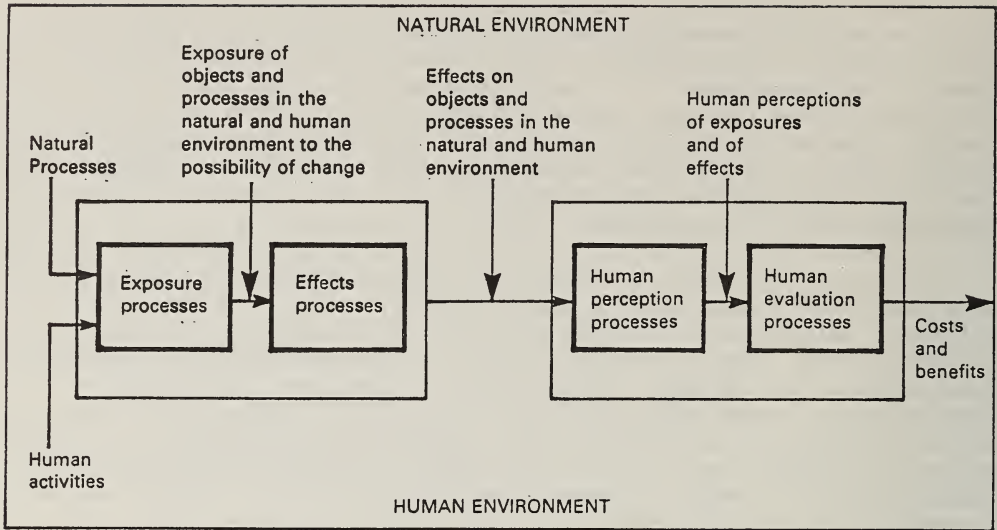 NATURAL ENVIRONMENT
Exposure of
objects and
processes in the
natural and human
environment to the
possibility of change
Effects on
objects and
processes in the
natural and human
environment
Human perceptions
of exposures
and of
effects
Natural
Processes
Exposure
processes
Effects
processes
Human
perception
processes
Human
evaluation
processes
Costs
and
benefits
Human
activities
HUMAN ENVIRONMENT